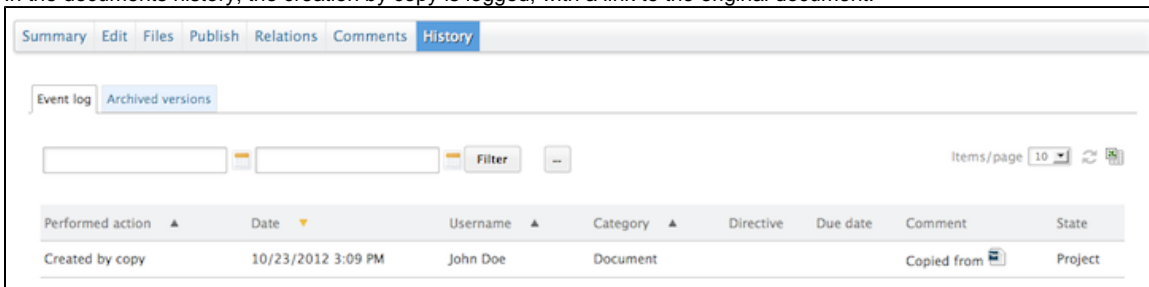 In the documents history, the creation by copy is logged, with a link to the original document.
Summary Edit Files Publish Relations Comments History
Event log Archived versions
Filter ... Items/page 10
Performed action ▲ Date ▼ Username ▲ Category ▲ Directive Due date Comment State
Created by copy 10/23/2012 3:09 PM John Doe Document Copied from Project